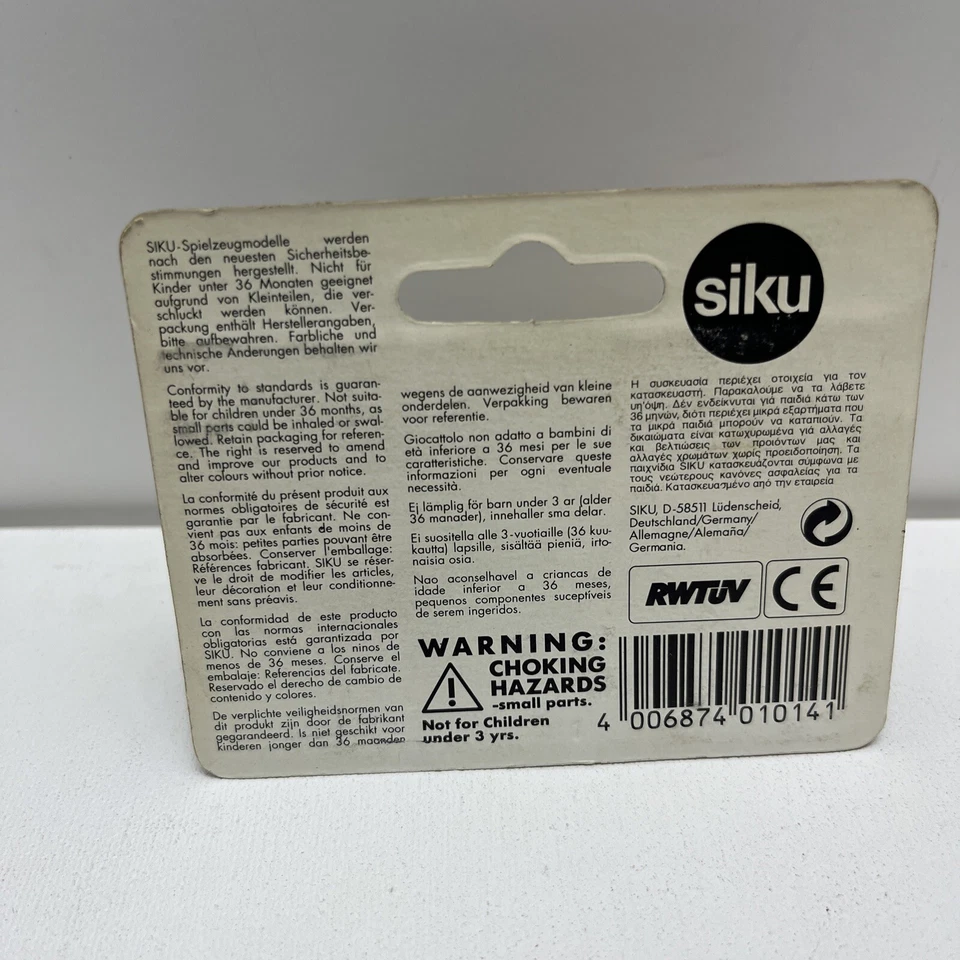 SIKU-Spielzeugmodelle werden
nach den neuesten Sicherheitsbe-
stimmungen hergestellt. Nicht für
Kinder unter 36 Monaten geeignet
aufgrund von Kleinteilen, die ver-
schluckt werden können. Ver-
packung enthält Herstellerangaben,
bitte aufbewahren. Farbliche und
technische Änderungen behalten wir
uns vor.
Conformity to standards is guaran-
teed by the manufacturer. Not suita-
ble for children under 36 months, as
small parts could be inhaled or swal-
lowed. Retain packaging for referen-
ce. The right is reserved to amend
and improve our products and to
alter colours without prior notice.
La conformité du présent produit aux
normes obligatoires de sécurité est
garantie par le fabricant. Ne con-
vient pas aux enfants de moins de
36 mois: petites parties pouvant être
absorbées. Conserver l'emballage:
Références fabricant. SIKU se réser-
ve le droit de modifier les articles,
leur décoration et leur conditionne-
ment sans préavis.
La conformidad de este producto
con las normas internacionales
obligatorias está garantizada por
SIKU. No conviene a los ninos de
menos de 36 meses. Conserve el
embalaje: Referencias del fabricate.
Reservado el derecho de cambio de
contenido y colores.
De verplichte veiligheidsnormen van
dit produkt zijn door de fabrikant
gegarandeerd. Is niet geschikt voor
kinderen jonger dan 36 maanden
wegens de aanwezigheid van kleine
onderdelen. Verpakking bewaren
voor referentie.
Giocattolo non adatto a bambini di
età inferiore a 36 mesi per le sue
caratteristiche. Conservare queste
informazioni per ogni eventuale
necessità.
Ej lämplig för barn under 3 ar (alder
36 manader), innehaller sma delar.
Ei suositella alle 3-vuotiaille (36 kuu-
kautta) lapsille, sisältää pieniä, irto-
naisia osia.
Nao aconselhavel a criancas de
idade inferior a 36 meses,
pequenos componentes suceptíveis
de serem ingeridos.
WARNING:
CHOKING
HAZARDS
-small parts.
Not for Children
under 3 yrs.
siku
Η συσκευασία περιέχει στοιχεία για τον
κατασκευαστή. Παρακαλούμε να τα λάβετε
υη'όψη. Δέν ενδείκνυται γιά παιδιά κάτω των
36 μηνών, διότι περιέχει μικρά εξαρτήματα που
τα μικρά παιδιά μπορούν να καταπιούν. Τα
δικαιώματα είναι κατωχυρωμένα γιά αλλαγές
και βελτιώσεις των προιόντων μας και
αλλαγές χρωμάτων χωρίς προειδοποίηση. Τα
παιχνίδια SIKU κατασκευάζονται σύμφωνα με
τους νεώτερους κανόνες ασφαλείας για τα
παιδιά. Κατασκευασμένο από την εταιρεία
SIKU, D-58511 Lüdenscheid,
Deutschland/Germany/
Allemagne/Alemaña/
Germania.
RWTÜV CE
4 006874 010141